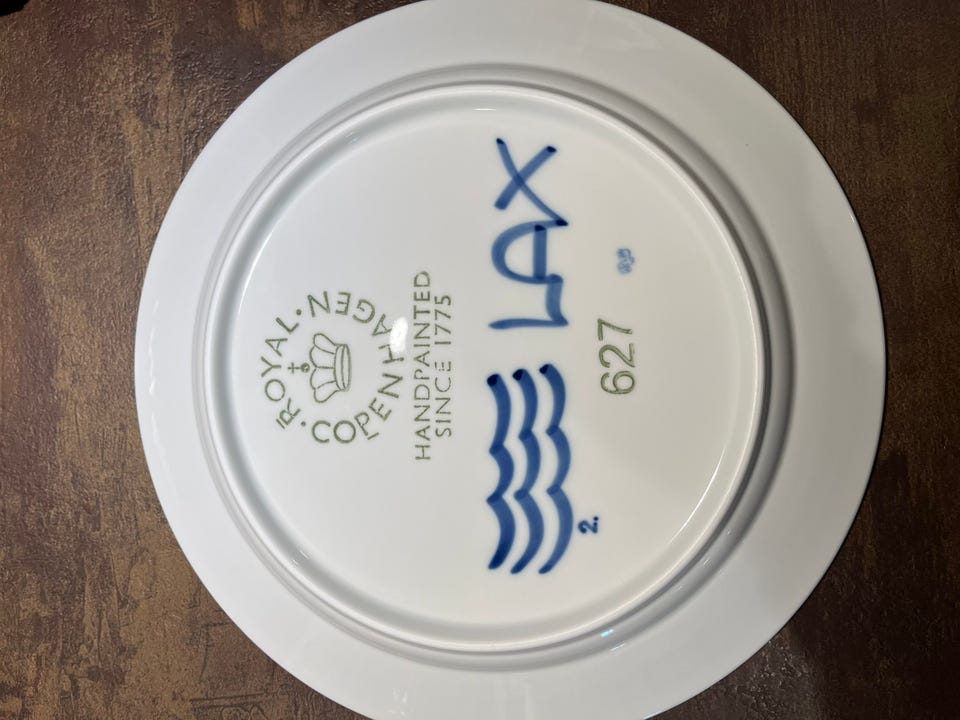 ·ROYAL·
COPENHAGEN
HANDPAINTED
SINCE 1775
LAX
2.
627